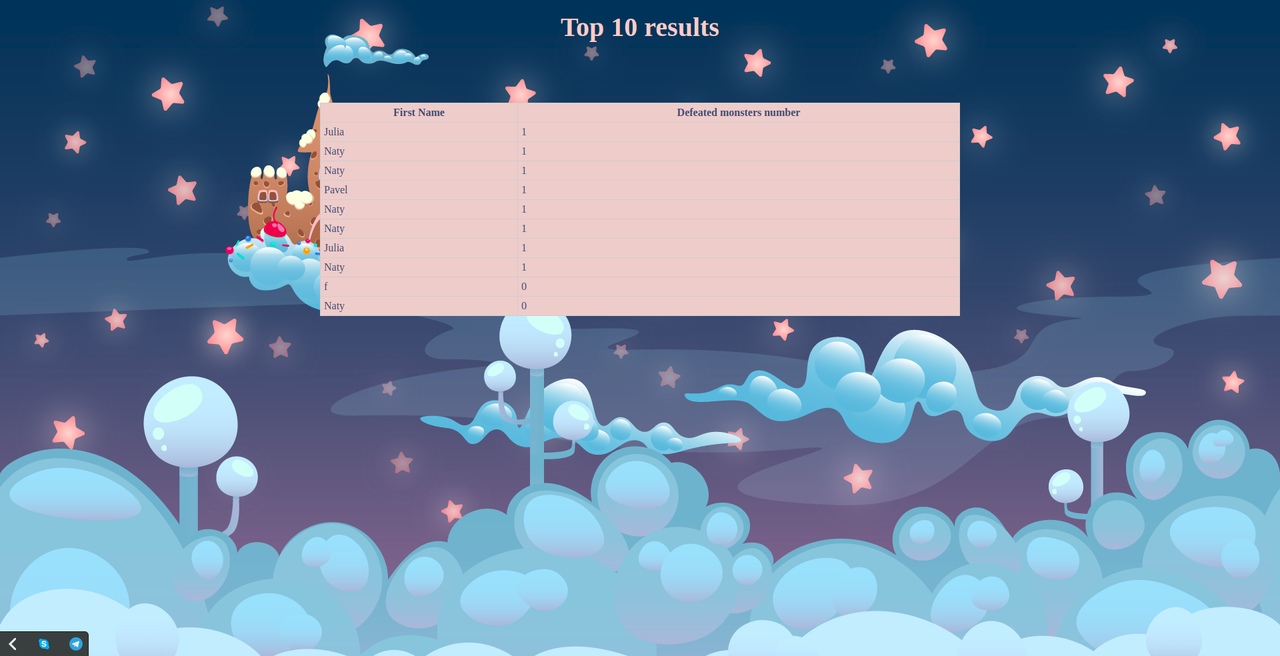 Top 10 results
First Name Defeated monsters number
Julia 1
Naty 1
Naty 1
Pavel 1
Naty 1
Naty 1
Julia 1
Naty 1
f 0
Naty 0